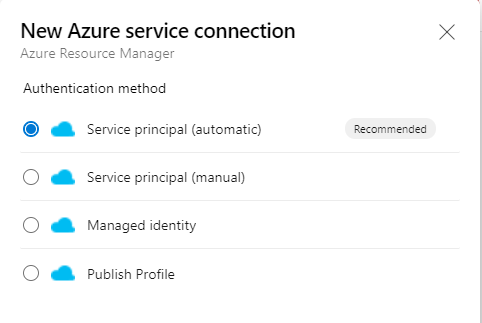 New Azure service connection
Azure Resource Manager
Authentication method
Service principal (automatic) Recommended
Service principal (manual)
Managed identity
Publish Profile